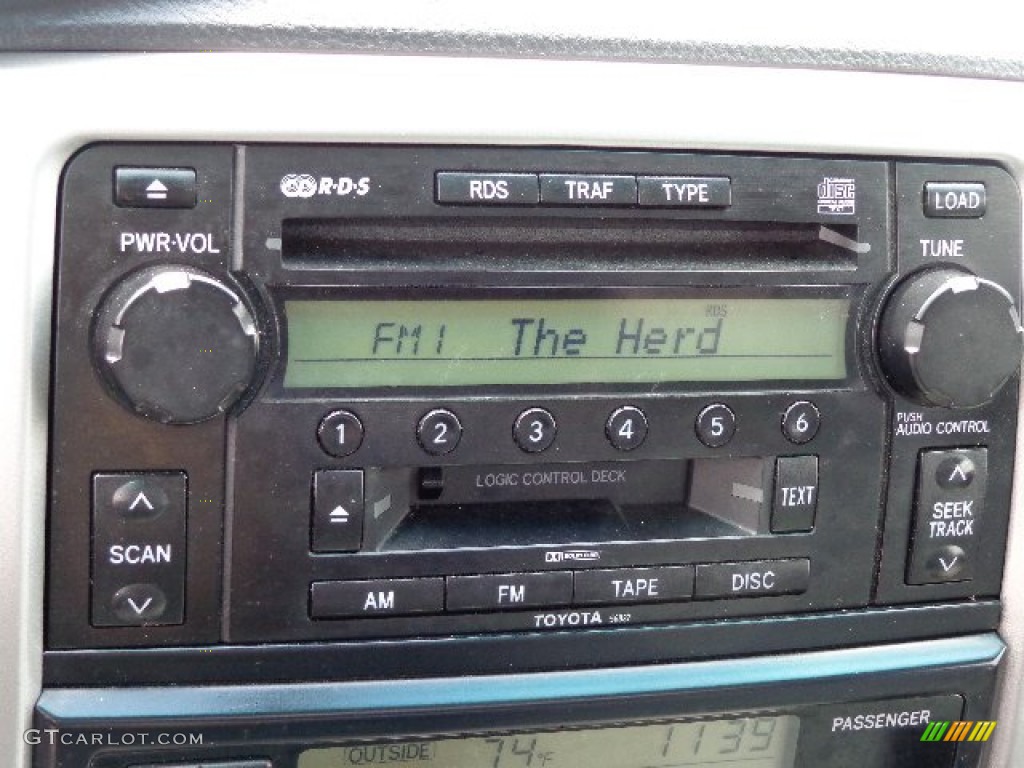 R·D·S RDS TRAF TYPE disc LOAD
PWR·VOL TUNE
RDS
FM1 The Herd
1 2 3 4 5 6
PUSH
AUDIO CONTROL
LOGIC CONTROL DECK
TEXT
SCAN
SEEK
TRACK
AM FM TAPE DISC
TOYOTA
PASSENGER
OUTSIDE 74°F 1139
GTCARLOT.COM